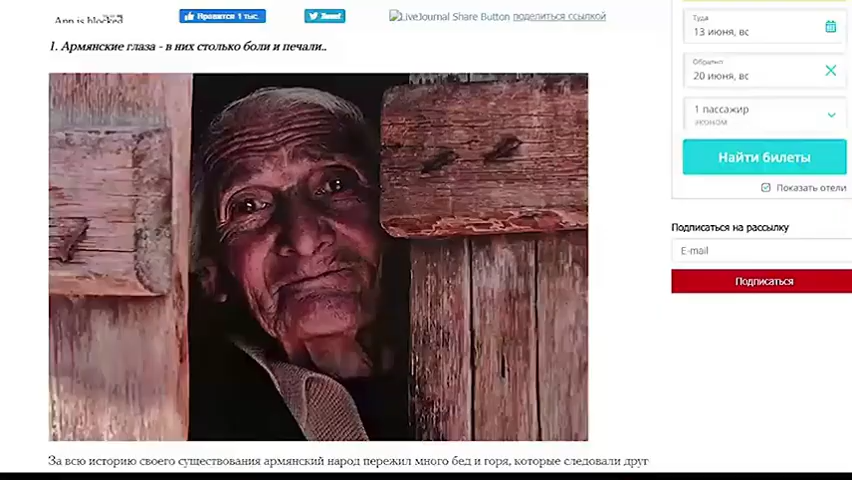 App is blocked
Нравится 1 тыс.
Tweet
LiveJournal Share Button поделиться ссылкой
1. Армянские глаза - в них столько боли и печали..
За всю историю своего существования армянский народ пережил много бед и горя, которые следовали друг
Туда
13 июня, вс
Обратно
20 июня, вс
1 пассажир
эконом
Найти билеты
Показать отели
Подписаться на рассылку
E-mail
Подписаться